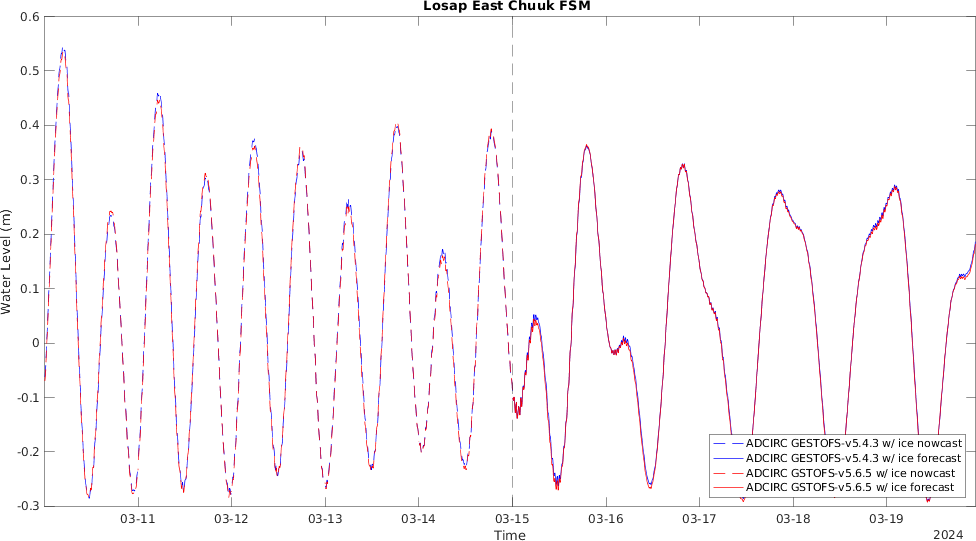 Losap East Chuuk FSM
0.6
0.5
0.4
0.3
0.2
0.1
0
-0.1
-0.2
-0.3
Water Level (m)
ADCIRC GESTOFS-v5.4.3 w/ ice nowcast
ADCIRC GESTOFS-v5.4.3 w/ ice forecast
ADCIRC GSTOFS-v5.6.5 w/ ice nowcast
ADCIRC GSTOFS-v5.6.5 w/ ice forecast
03-11 03-12 03-13 03-14 03-15 03-16 03-17 03-18 03-19
Time
2024